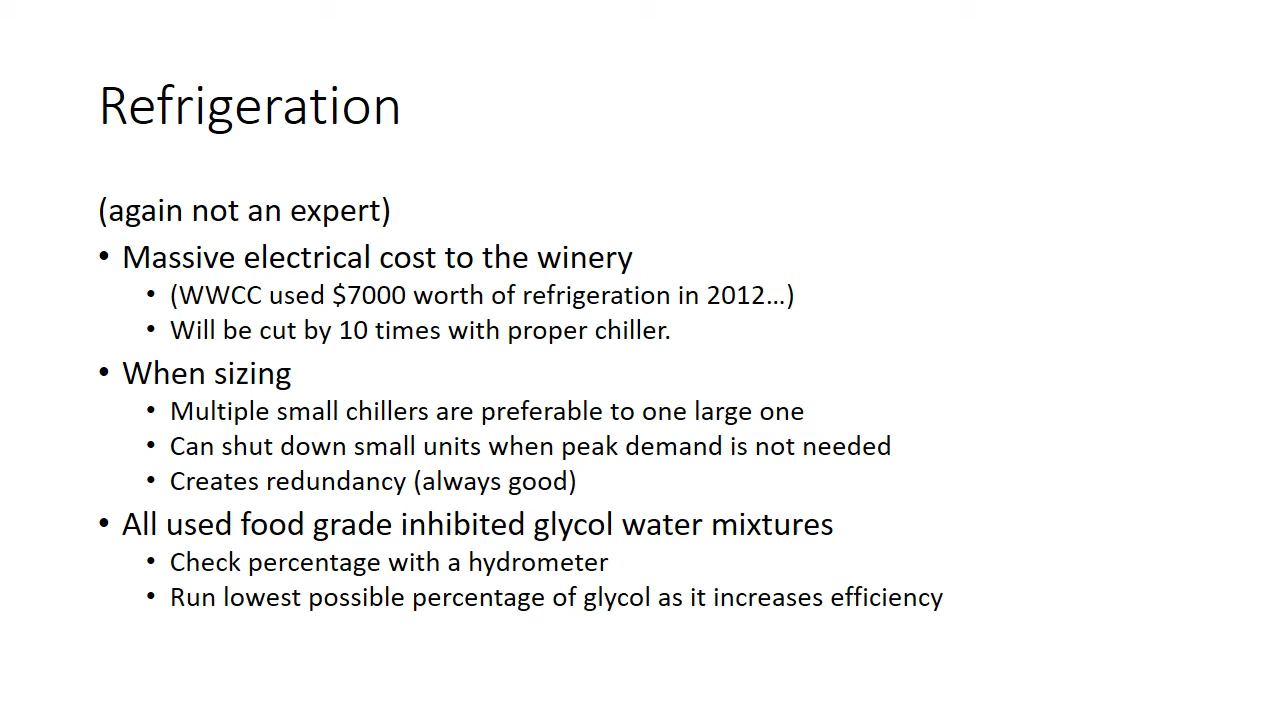 Refrigeration
(again not an expert)
• Massive electrical cost to the winery
• (WWCC used $7000 worth of refrigeration in 2012…)
• Will be cut by 10 times with proper chiller.
• When sizing
• Multiple small chillers are preferable to one large one
• Can shut down small units when peak demand is not needed
• Creates redundancy (always good)
• All used food grade inhibited glycol water mixtures
• Check percentage with a hydrometer
• Run lowest possible percentage of glycol as it increases efficiency